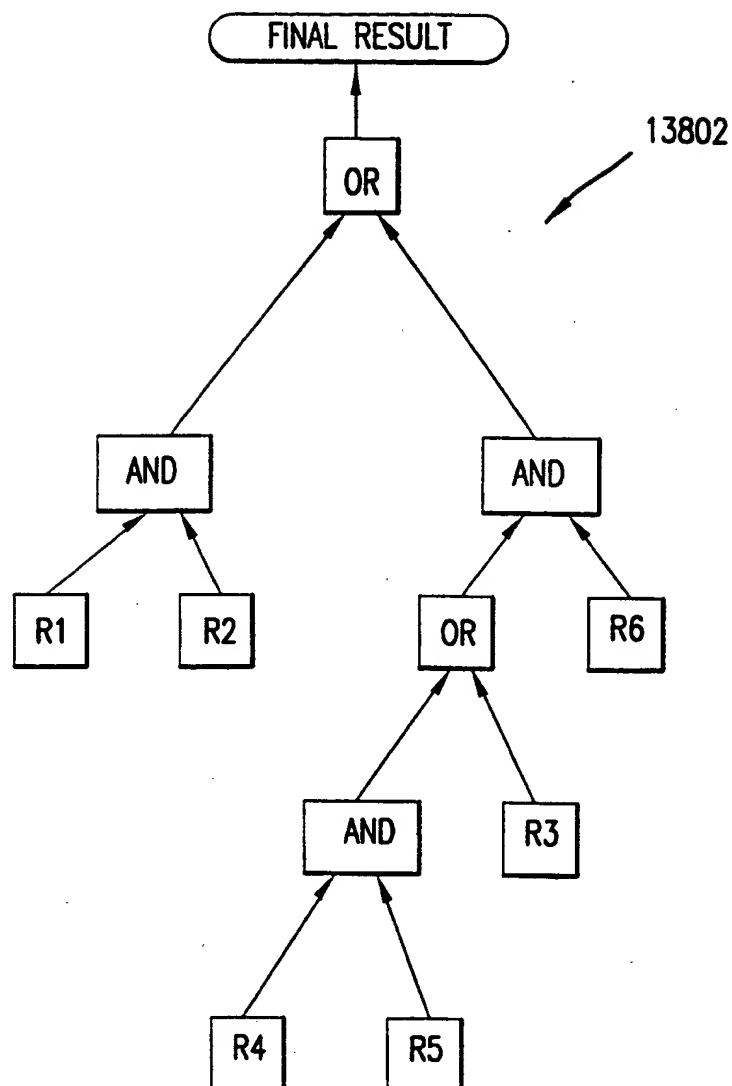 FINAL RESULT
13802
OR
AND
AND
R1
R2
OR
R6
AND
R3
R4
R5